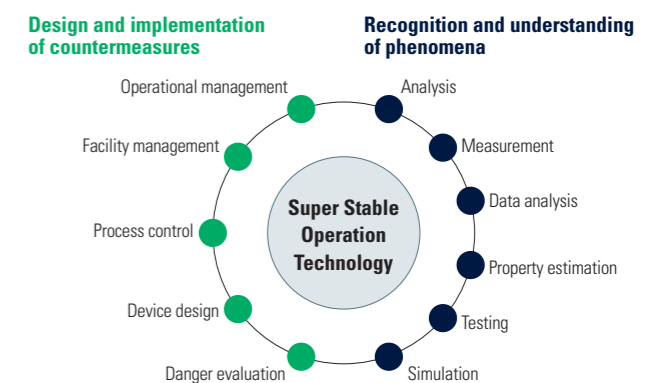 Design and implementation
of countermeasures
Recognition and understanding
of phenomena
Operational management
Analysis
Facility management
Measurement
Data analysis
Process control
Super Stable
Operation
Technology
Property estimation
Device design
Testing
Danger evaluation
Simulation